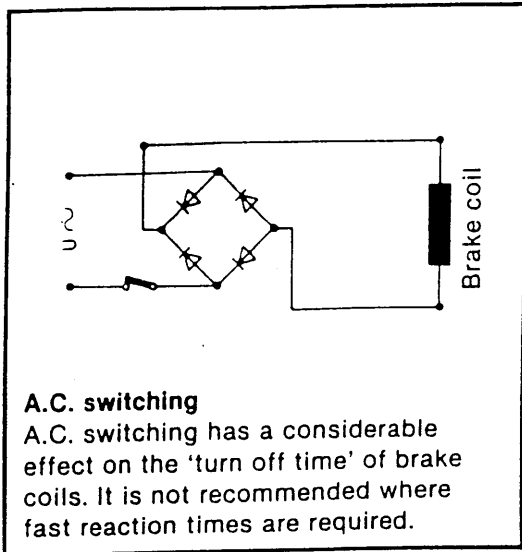 U~
Brake coil
A.C. switching
A.C. switching has a considerable
effect on the ‘turn off time’ of brake
coils. It is not recommended where
fast reaction times are required.